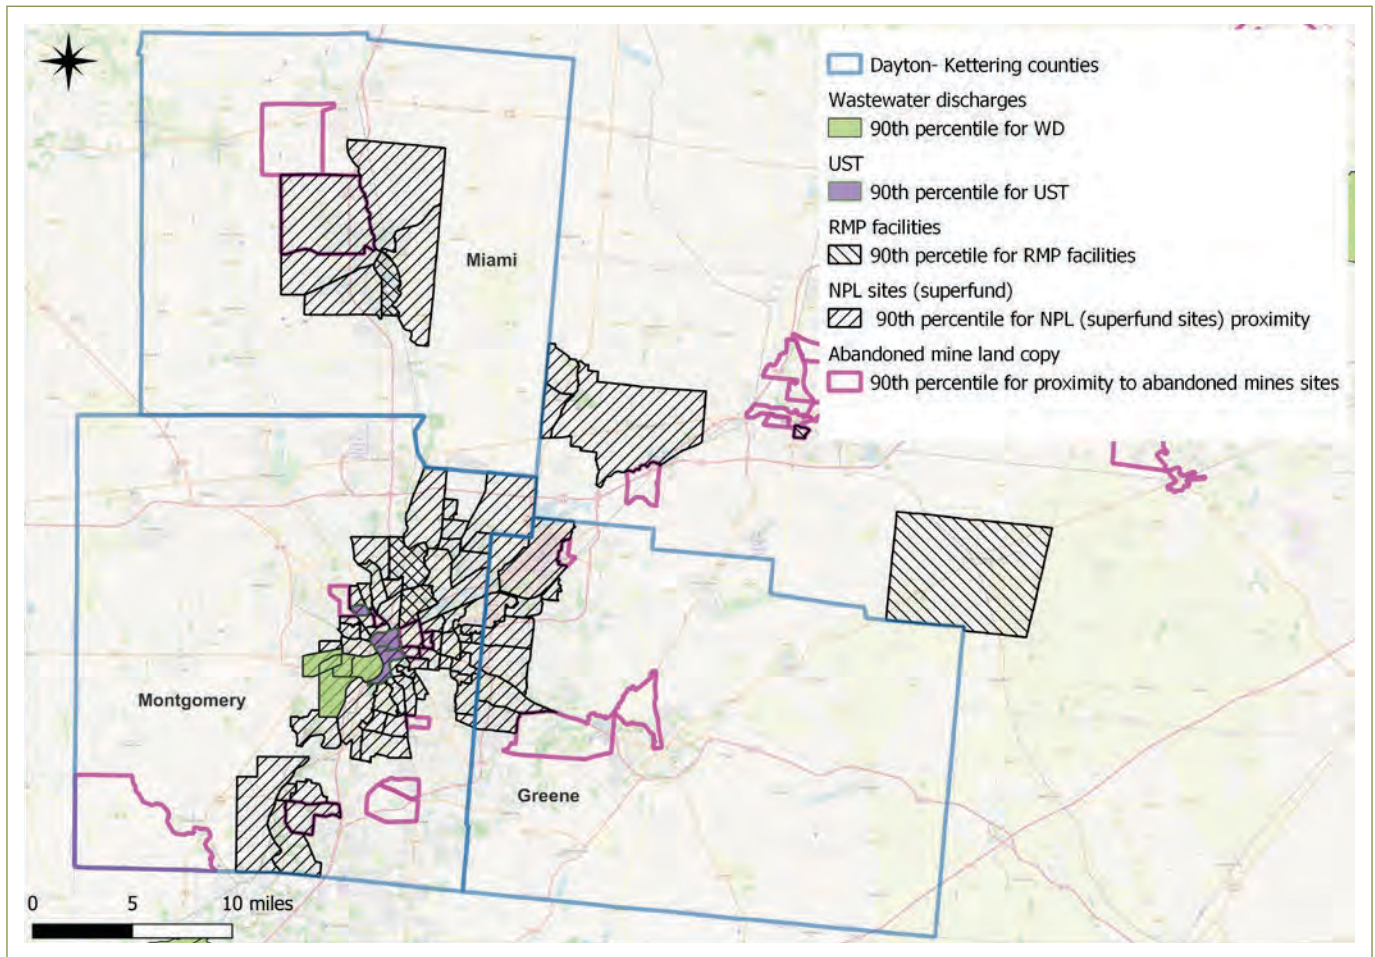 Dayton- Kettering counties
Wastewater discharges
90th percentile for WD
UST
90th percentile for UST
RMP facilities
90th percetile for RMP facilities
NPL sites (superfund)
90th percentile for NPL (superfund sites) proximity
Abandoned mine land copy
90th percentile for proximity to abandoned mines sites
Miami
Montgomery
Greene
0 5 10 miles